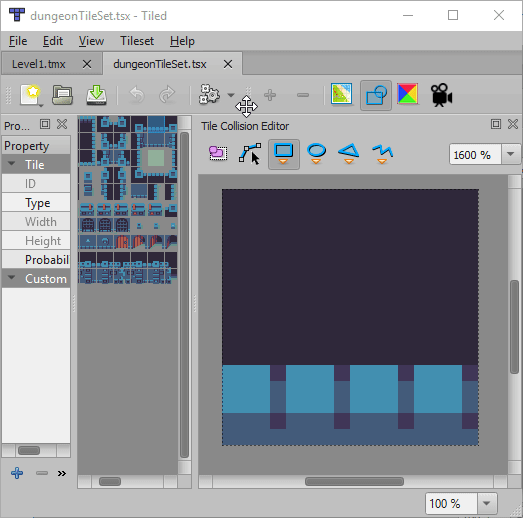 dungeonTileSet.tsx - Tiled
File Edit View Tileset Help
Level1.tmx dungeonTileSet.tsx
Pro... Tile Collision Editor
Property
Tile
1600 %
ID
Type
Width
Height
Probabil
Custom
100 %